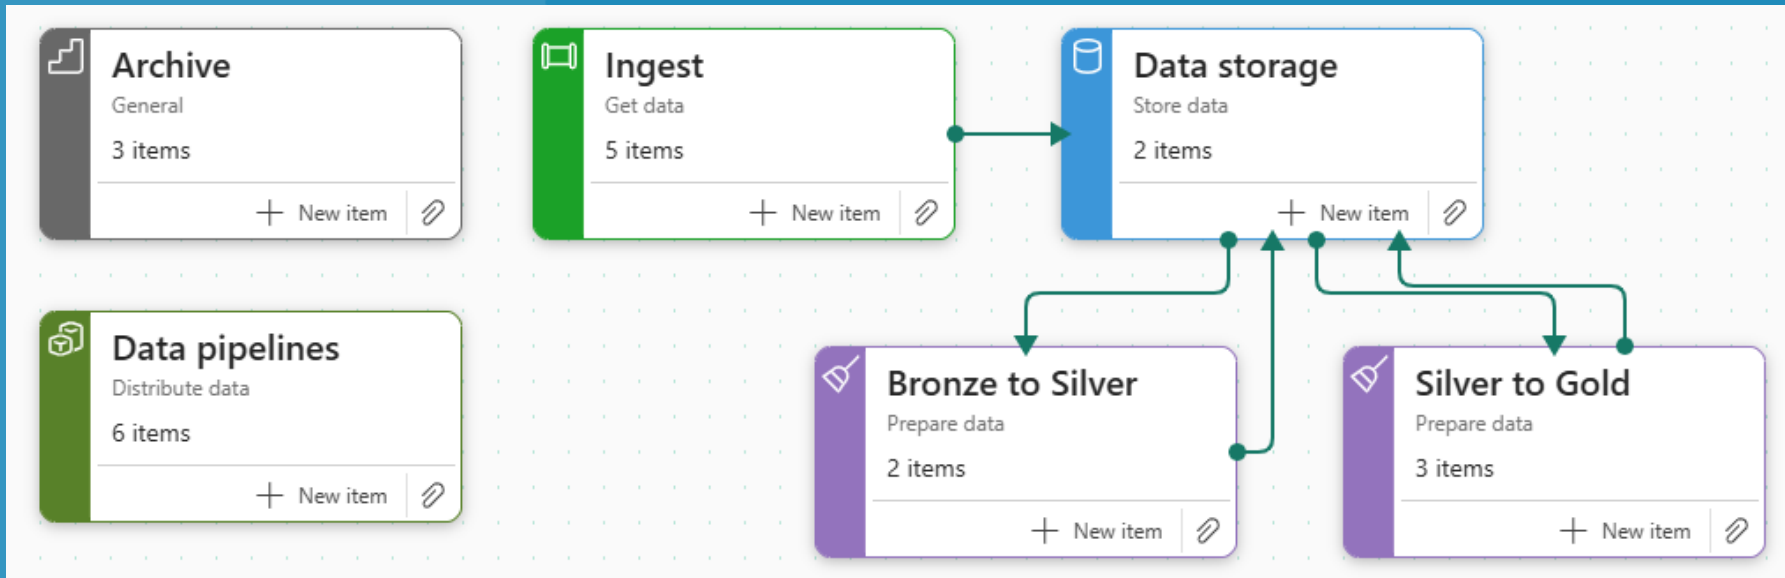 Archive
General
3 items
New item
Ingest
Get data
5 items
New item
Data storage
Store data
2 items
New item
Data pipelines
Distribute data
6 items
New item
Bronze to Silver
Prepare data
2 items
New item
Silver to Gold
Prepare data
3 items
New item